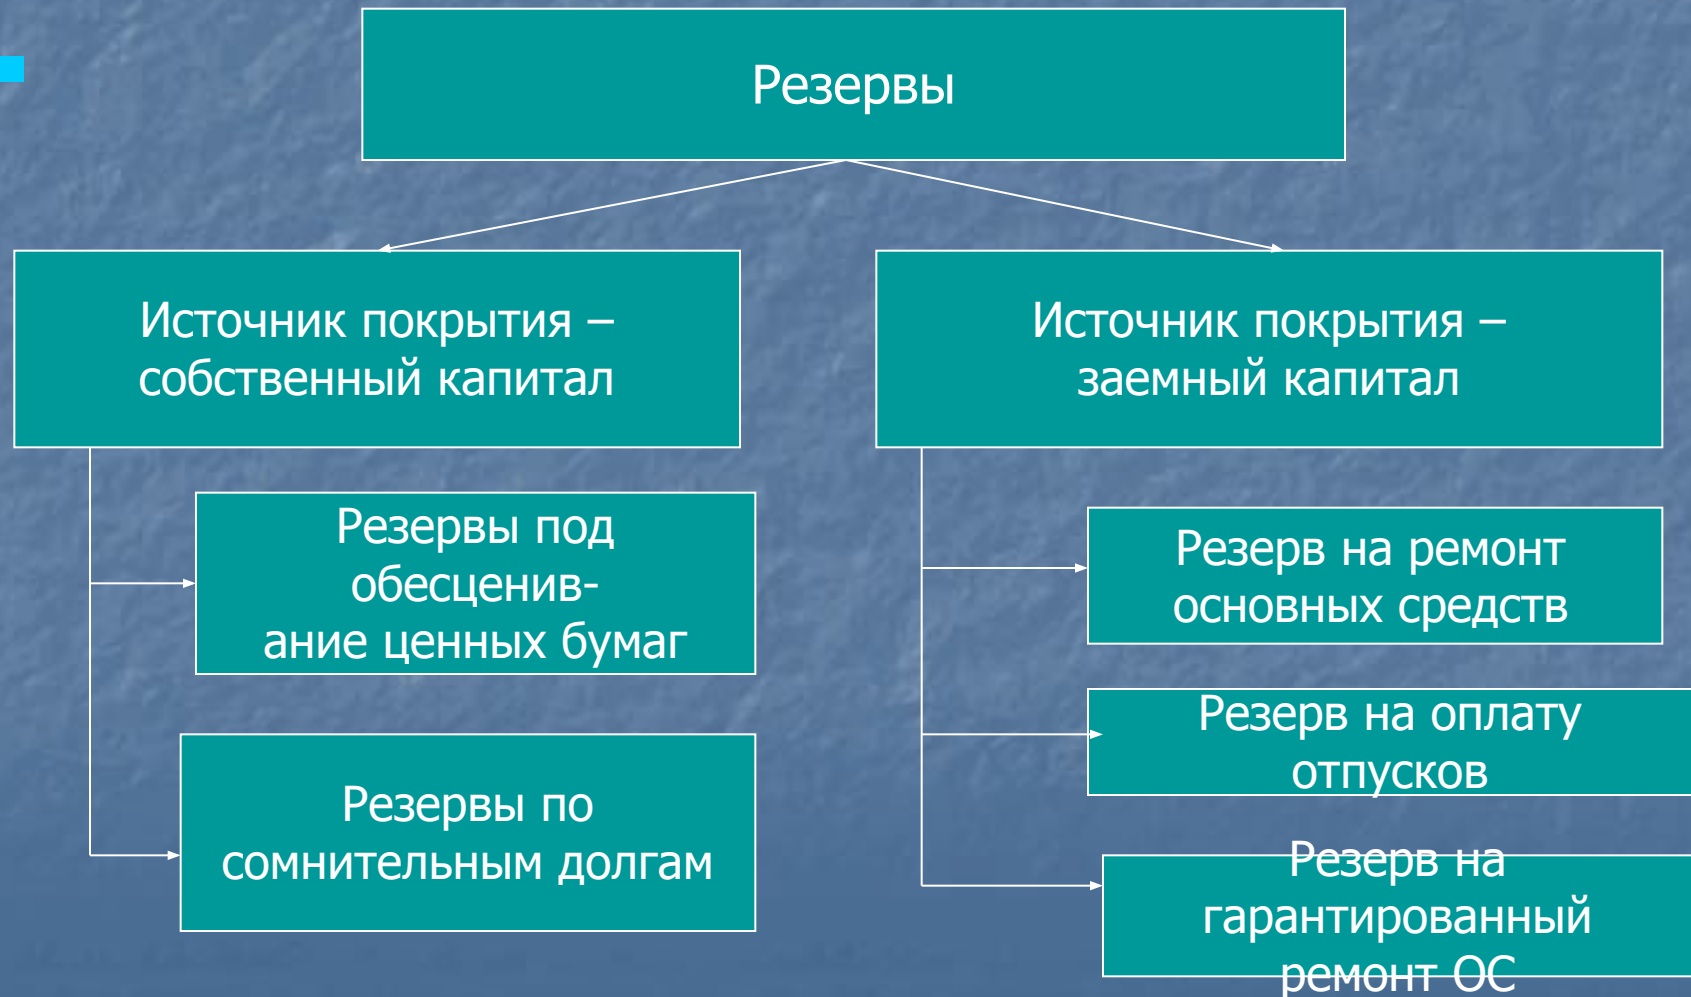 Резервы
Источник покрытия –
собственный капитал
Источник покрытия –
заемный капитал
Резервы под
обесценив-
ание ценных бумаг
Резервы по
сомнительным долгам
Резерв на ремонт
основных средств
Резерв на оплату
отпусков
Резерв на
гарантированный
ремонт ОС